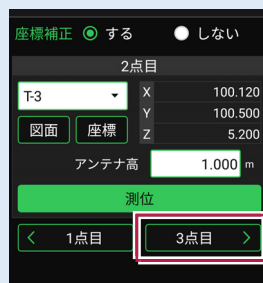 座標補正 する しない
2点目
T-3 X 100.120
Y 100.500
図面 座標 Z 5.200
アンテナ高 1.000 m
測位
< 1点目 3点目 >